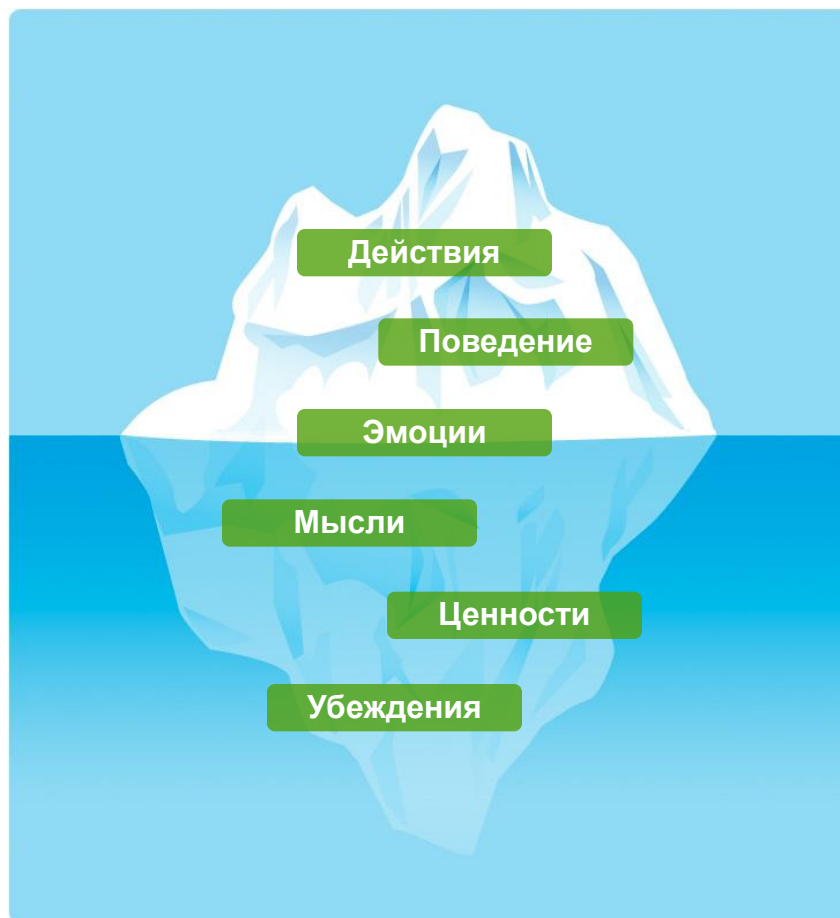 Действия
Поведение
Эмоции
Мысли
Ценности
Убеждения